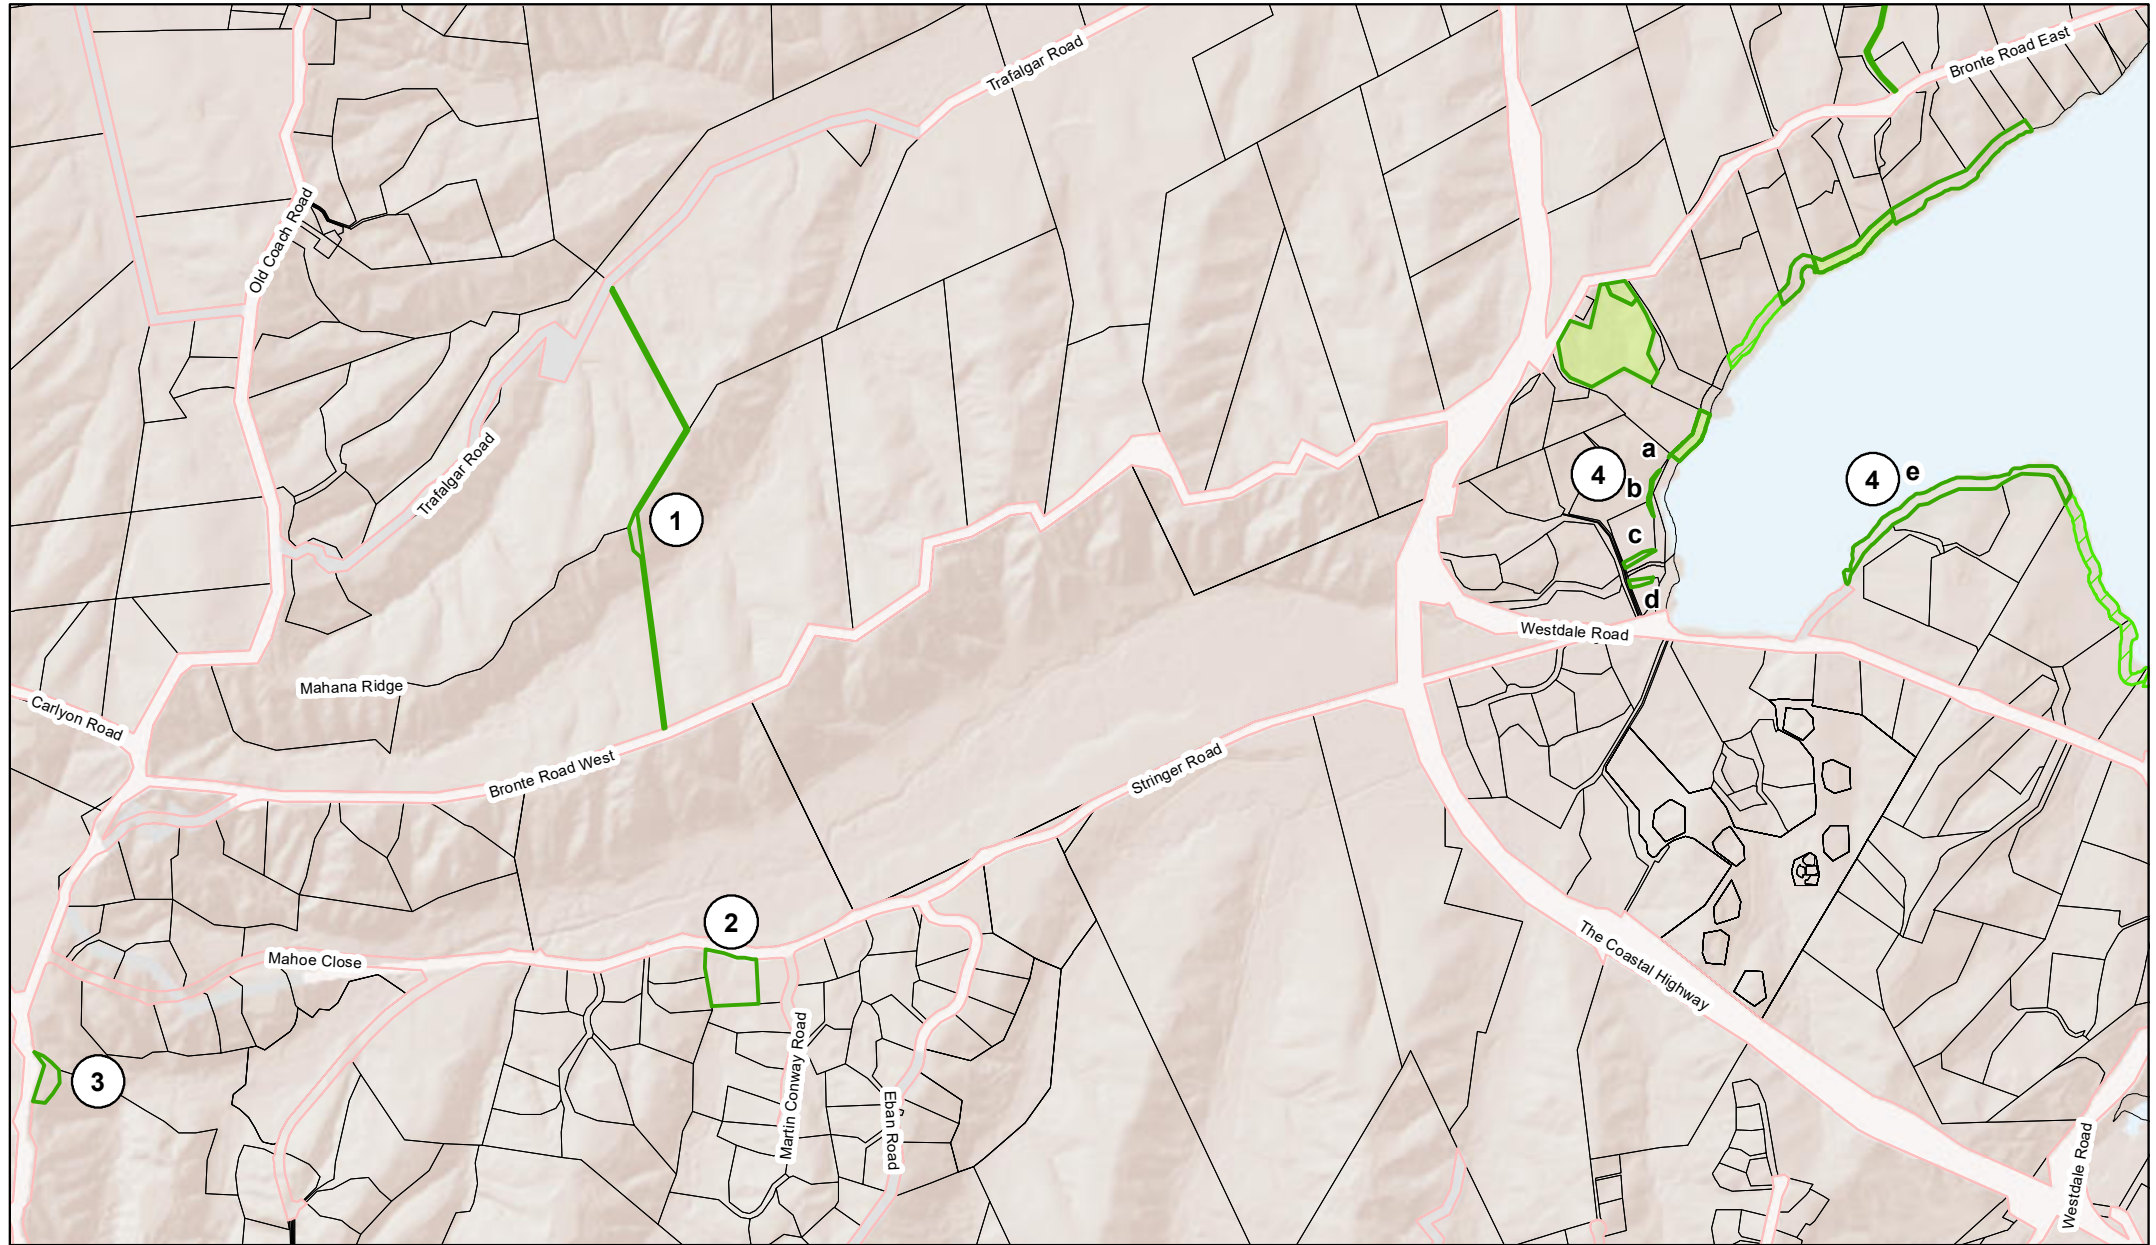 Trafalgar Road
Bronte Road East
Old Coach Road
Trafalgar Road
1
4
a
b
c
d
4
e
Westdale Road
Mahana Ridge
Carlyon Road
Bronte Road West
Stringer Road
2
Mahoe Close
The Coastal Highway
3
Martin Conway Road
Eban Road
Westdale Road